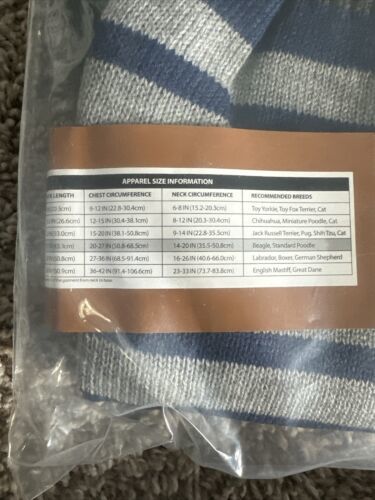 APPAREL SIZE INFORMATION
LENGTH CHEST CIRCUMFERENCE NECK CIRCUMFERENCE RECOMMENDED BREEDS
9-12 IN (22.8-30.4cm) 6-8 IN (15.2-20.3cm) Toy Yorkie, Toy Fox Terrier, Cat
12-15 IN (30.4-38.1cm) 8-12 IN (20.3-30.4cm) Chihuahua, Miniature Poodle, Cat
15-20 IN (38.1-50.8cm) 9-14 IN (22.8-35.5cm) Jack Russell Terrier, Pug, Shih Tzu, Cat
20-27 IN (50.8-68.5cm) 14-20 IN (35.5-50.8cm) Beagle, Standard Poodle
27-36 IN (68.5-91.4cm) 16-26 IN (40.6-66.0cm) Labrador, Boxer, German Shepherd
36-42 IN (91.4-106.6cm) 23-33 IN (73.7-83.8cm) English Mastiff, Great Dane
garment from neck to base